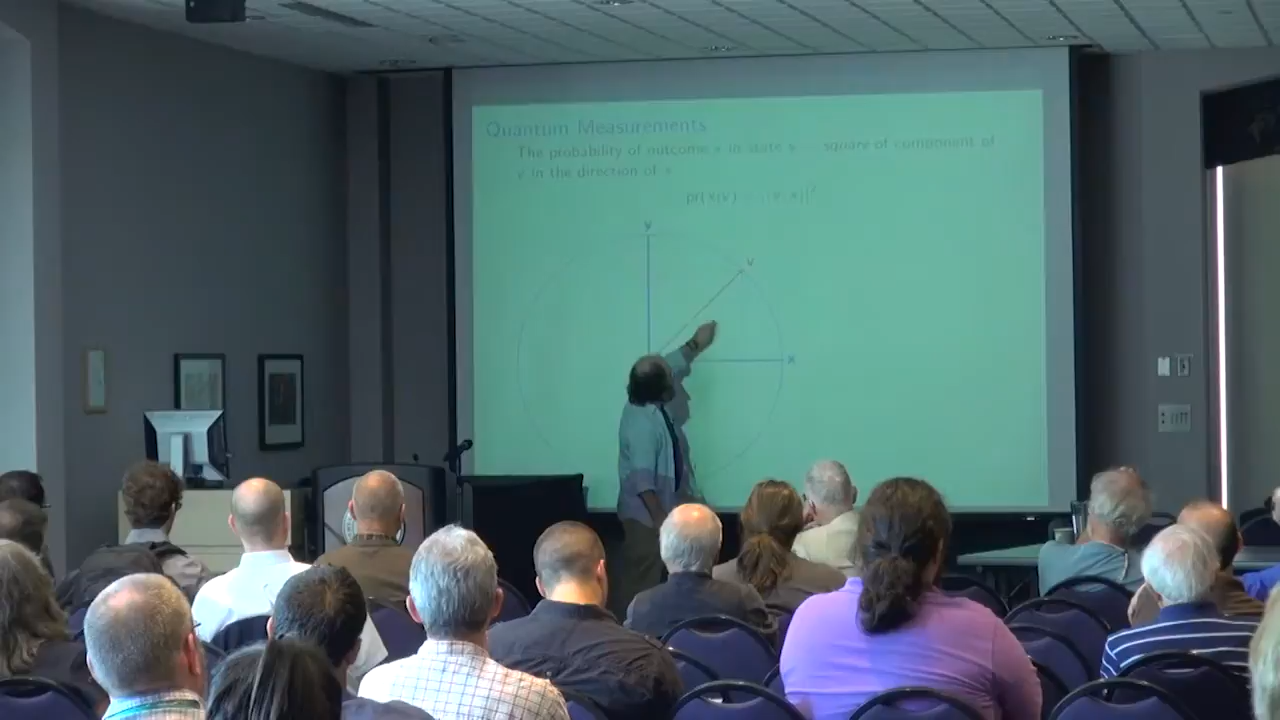 Quantum Measurements
The probability of outcome x in state v square of component of
v in the direction of x
y
v
x